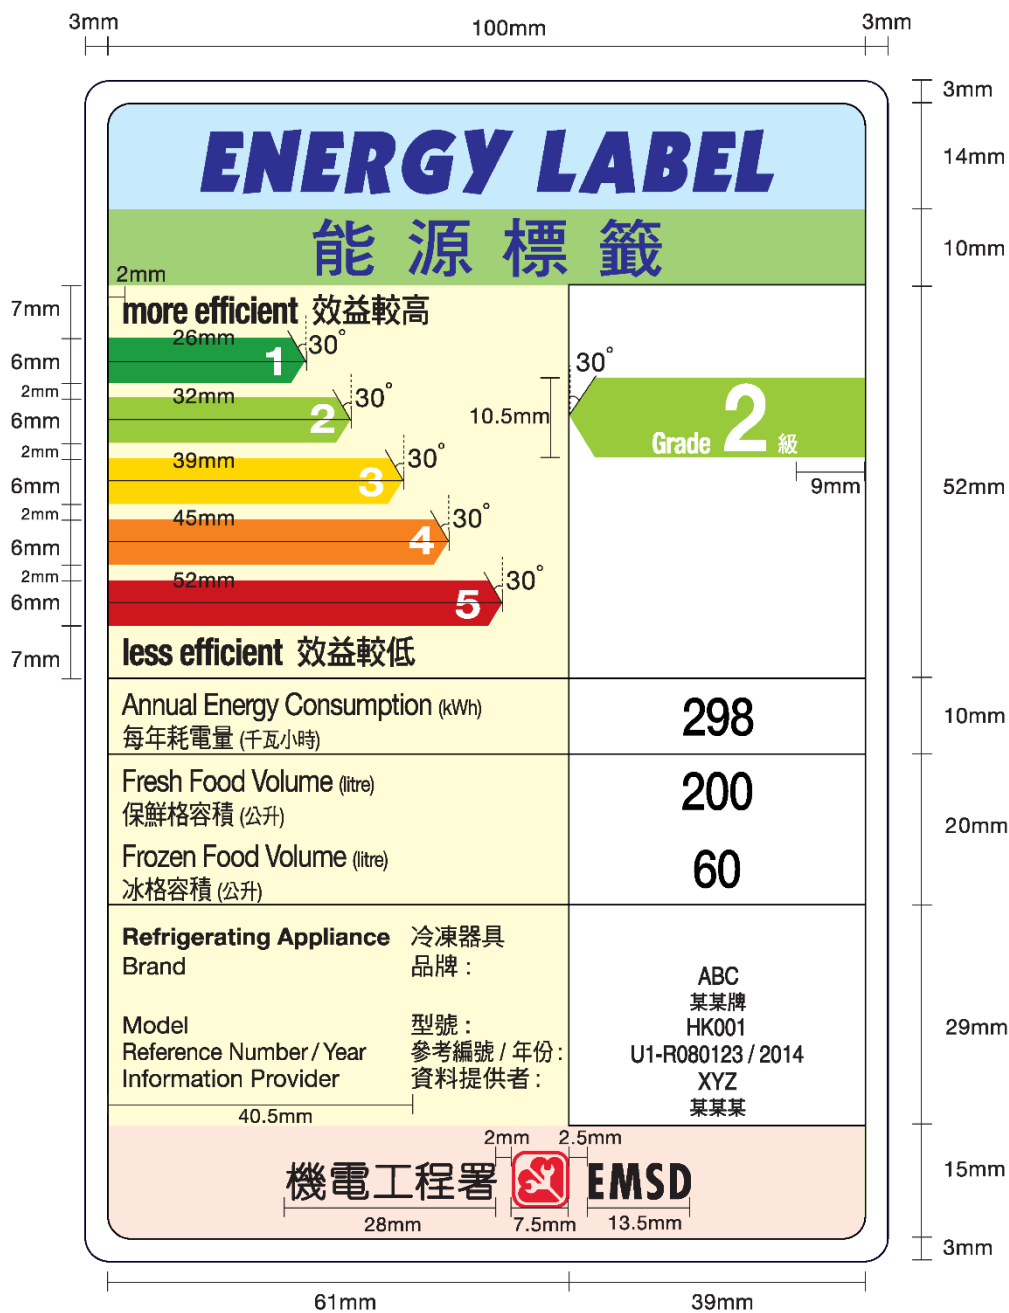 3mm 100mm 3mm
3mm
ENERGY LABEL
14mm
能源標籤
10mm
2mm
7mm
more efficient 效益較高
26mm 1 30°
6mm
2mm
32mm 2 30°
6mm
2mm
39mm 3 30°
6mm
2mm
45mm 4 30°
6mm
2mm
52mm 5 30°
6mm
less efficient 效益較低
7mm
30°
10.5mm
Grade 2 級
9mm
52mm
Annual Energy Consumption (kWh)
每年耗電量 (千瓦小時)
298
10mm
Fresh Food Volume (litre)
保鮮格容積 (公升)
200
20mm
Frozen Food Volume (litre)
冰格容積 (公升)
60
Refrigerating Appliance 冷凍器具
Brand 品牌 :
ABC
某某牌
Model 型號 : HK001
29mm
Reference Number / Year 參考編號 / 年份 : U1-R080123 / 2014
Information Provider 資料提供者 : XYZ
某某某
40.5mm
2mm 2.5mm
機電工程署 EMSD
15mm
28mm 7.5mm 13.5mm
3mm
61mm 39mm